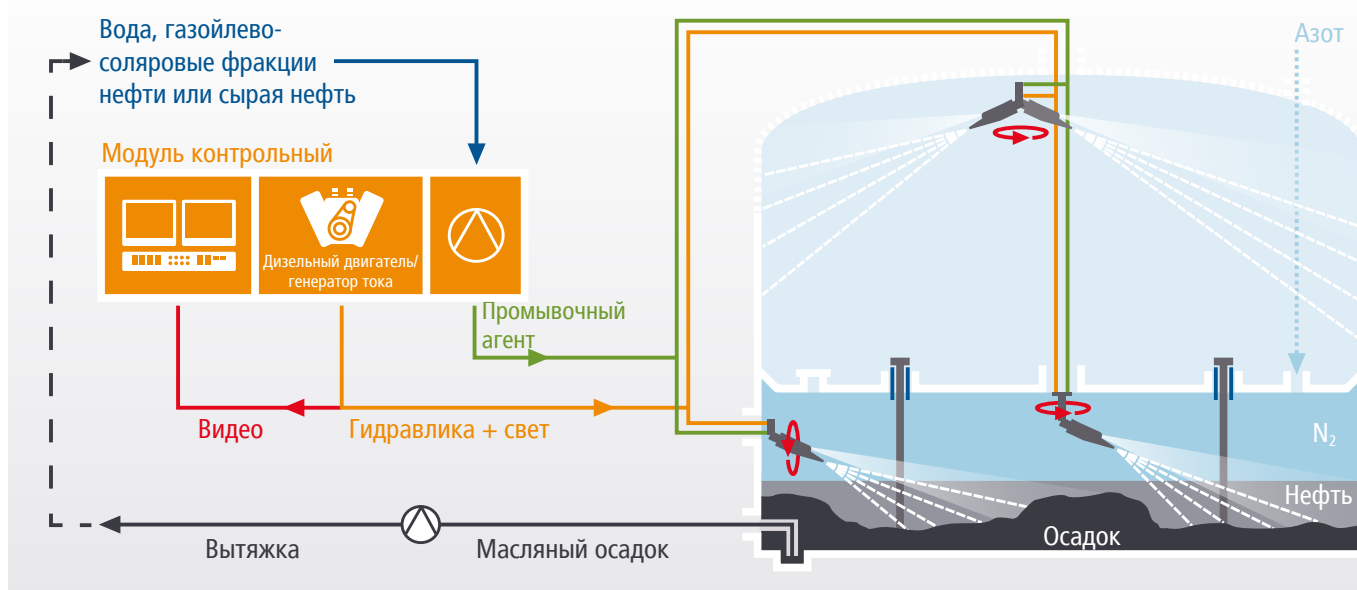 Вода, газойлево-
соляровые фракции
нефти или сырая нефть
Азот
Модуль контрольный
Дизельный двигатель/
генератор тока
Промывочный
агент
Видео
Гидравлика + свет
N₂
Нефть
Осадок
Вытяжка
Масляный осадок